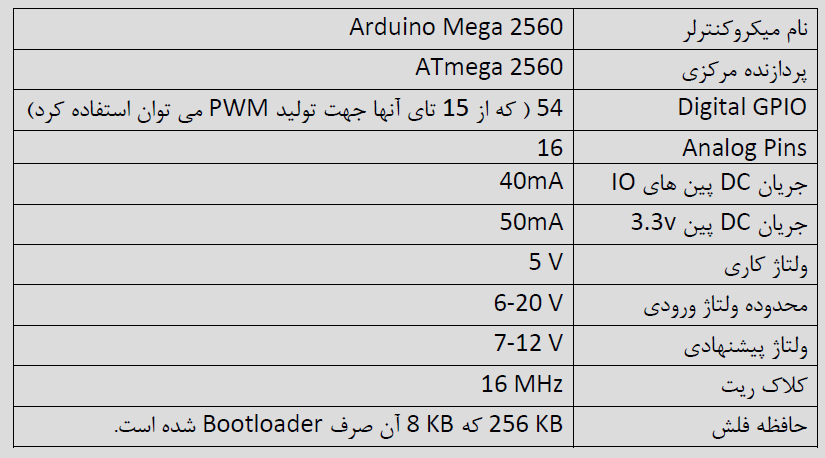 نام میکروکنترلر Arduino Mega 2560
پردازنده مرکزی ATmega 2560
Digital GPIO 54 ( که از 15 تای آنها جهت تولید PWM می توان استفاده کرد)
Analog Pins 16
جریان DC پین های IO 40mA
جریان DC پین 3.3v 50mA
ولتاژ کاری 5 V
محدوده ولتاژ ورودی 6-20 V
ولتاژ پیشنهادی 7-12 V
کلاک ریت 16 MHz
حافظه فلش 256 KB که 8 KB آن صرف Bootloader شده است.